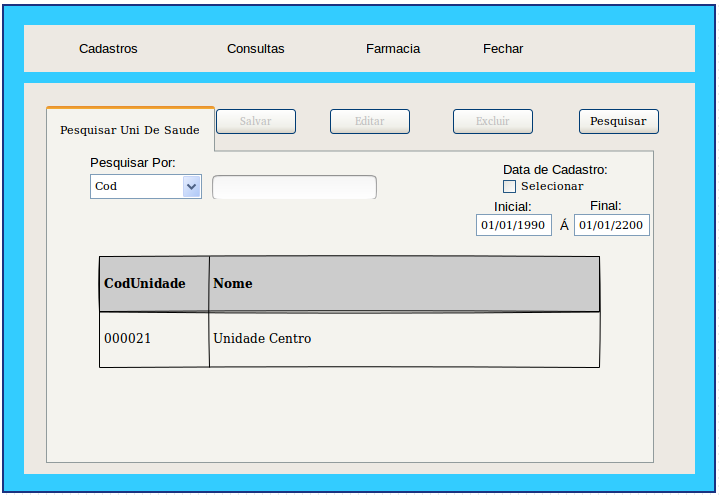 Cadastros Consultas Farmacia Fechar
Pesquisar Uni De Saude Salvar Editar Excluir Pesquisar
Pesquisar Por:
Cod
Data de Cadastro:
Selecionar
Inicial: Final:
01/01/1990 Á 01/01/2200
CodUnidade Nome
000021 Unidade Centro